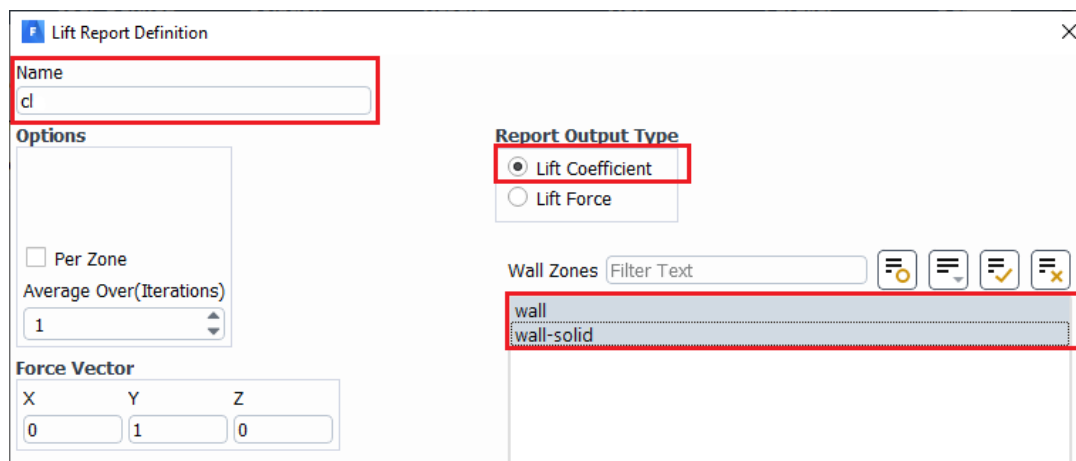 Lift Report Definition
Name
cl
Options
Per Zone
Average Over(Iterations)
1
Force Vector
X Y Z
0 1 0
Report Output Type
Lift Coefficient
Lift Force
Wall Zones Filter Text
wall
wall-solid